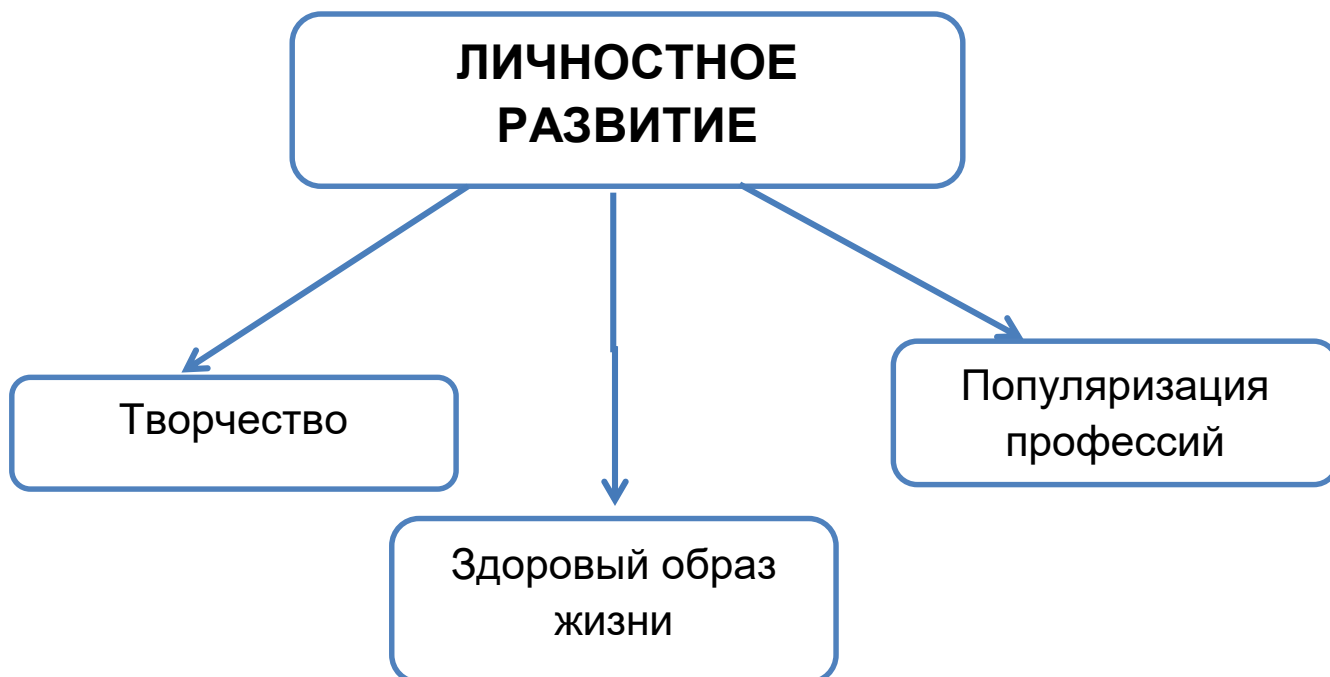 ЛИЧНОСТНОЕ
РАЗВИТИЕ
Творчество
Популяризация
профессий
Здоровый образ
жизни